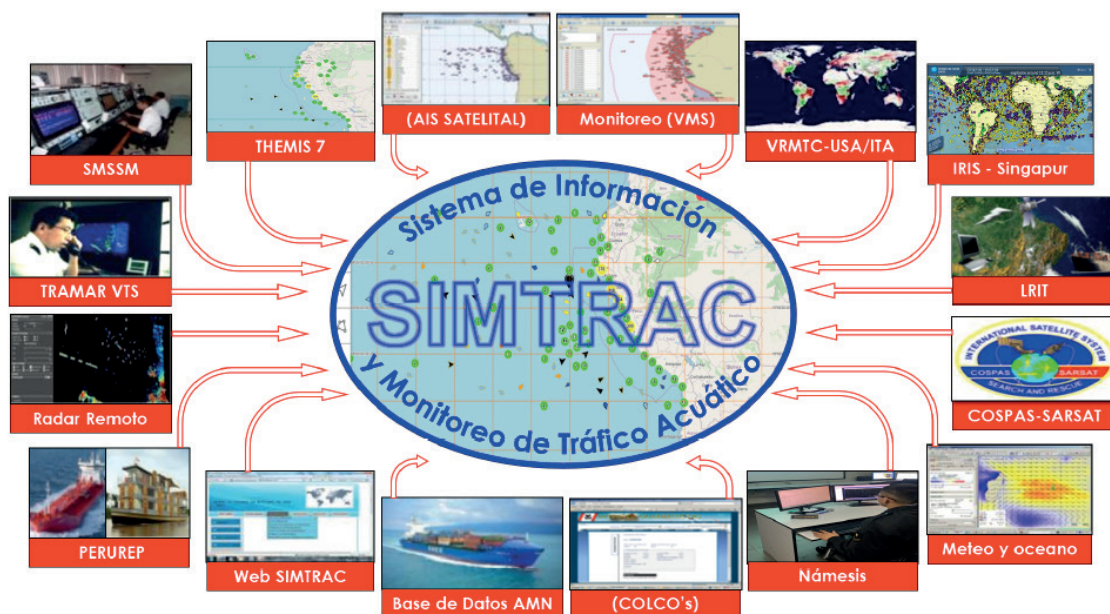 (AIS SATELITAL)
Monitoreo (VMS)
THEMIS 7
VRMTC-USA/ITA
SMSSM
IRIS - Singapur
Sistema de Información
SIMTRAC
y Monitoreo de Tráfico Acuático
TRAMAR VTS
LRIT
Radar Remoto
INTERNATIONAL SATELLITE SYSTEM
COSPAS SARSAT
SEARCH AND RESCUE
COSPAS-SARSAT
PERUREP
Web SIMTRAC
Base de Datos AMN
(COLCO's)
Námesis
Meteo y oceano